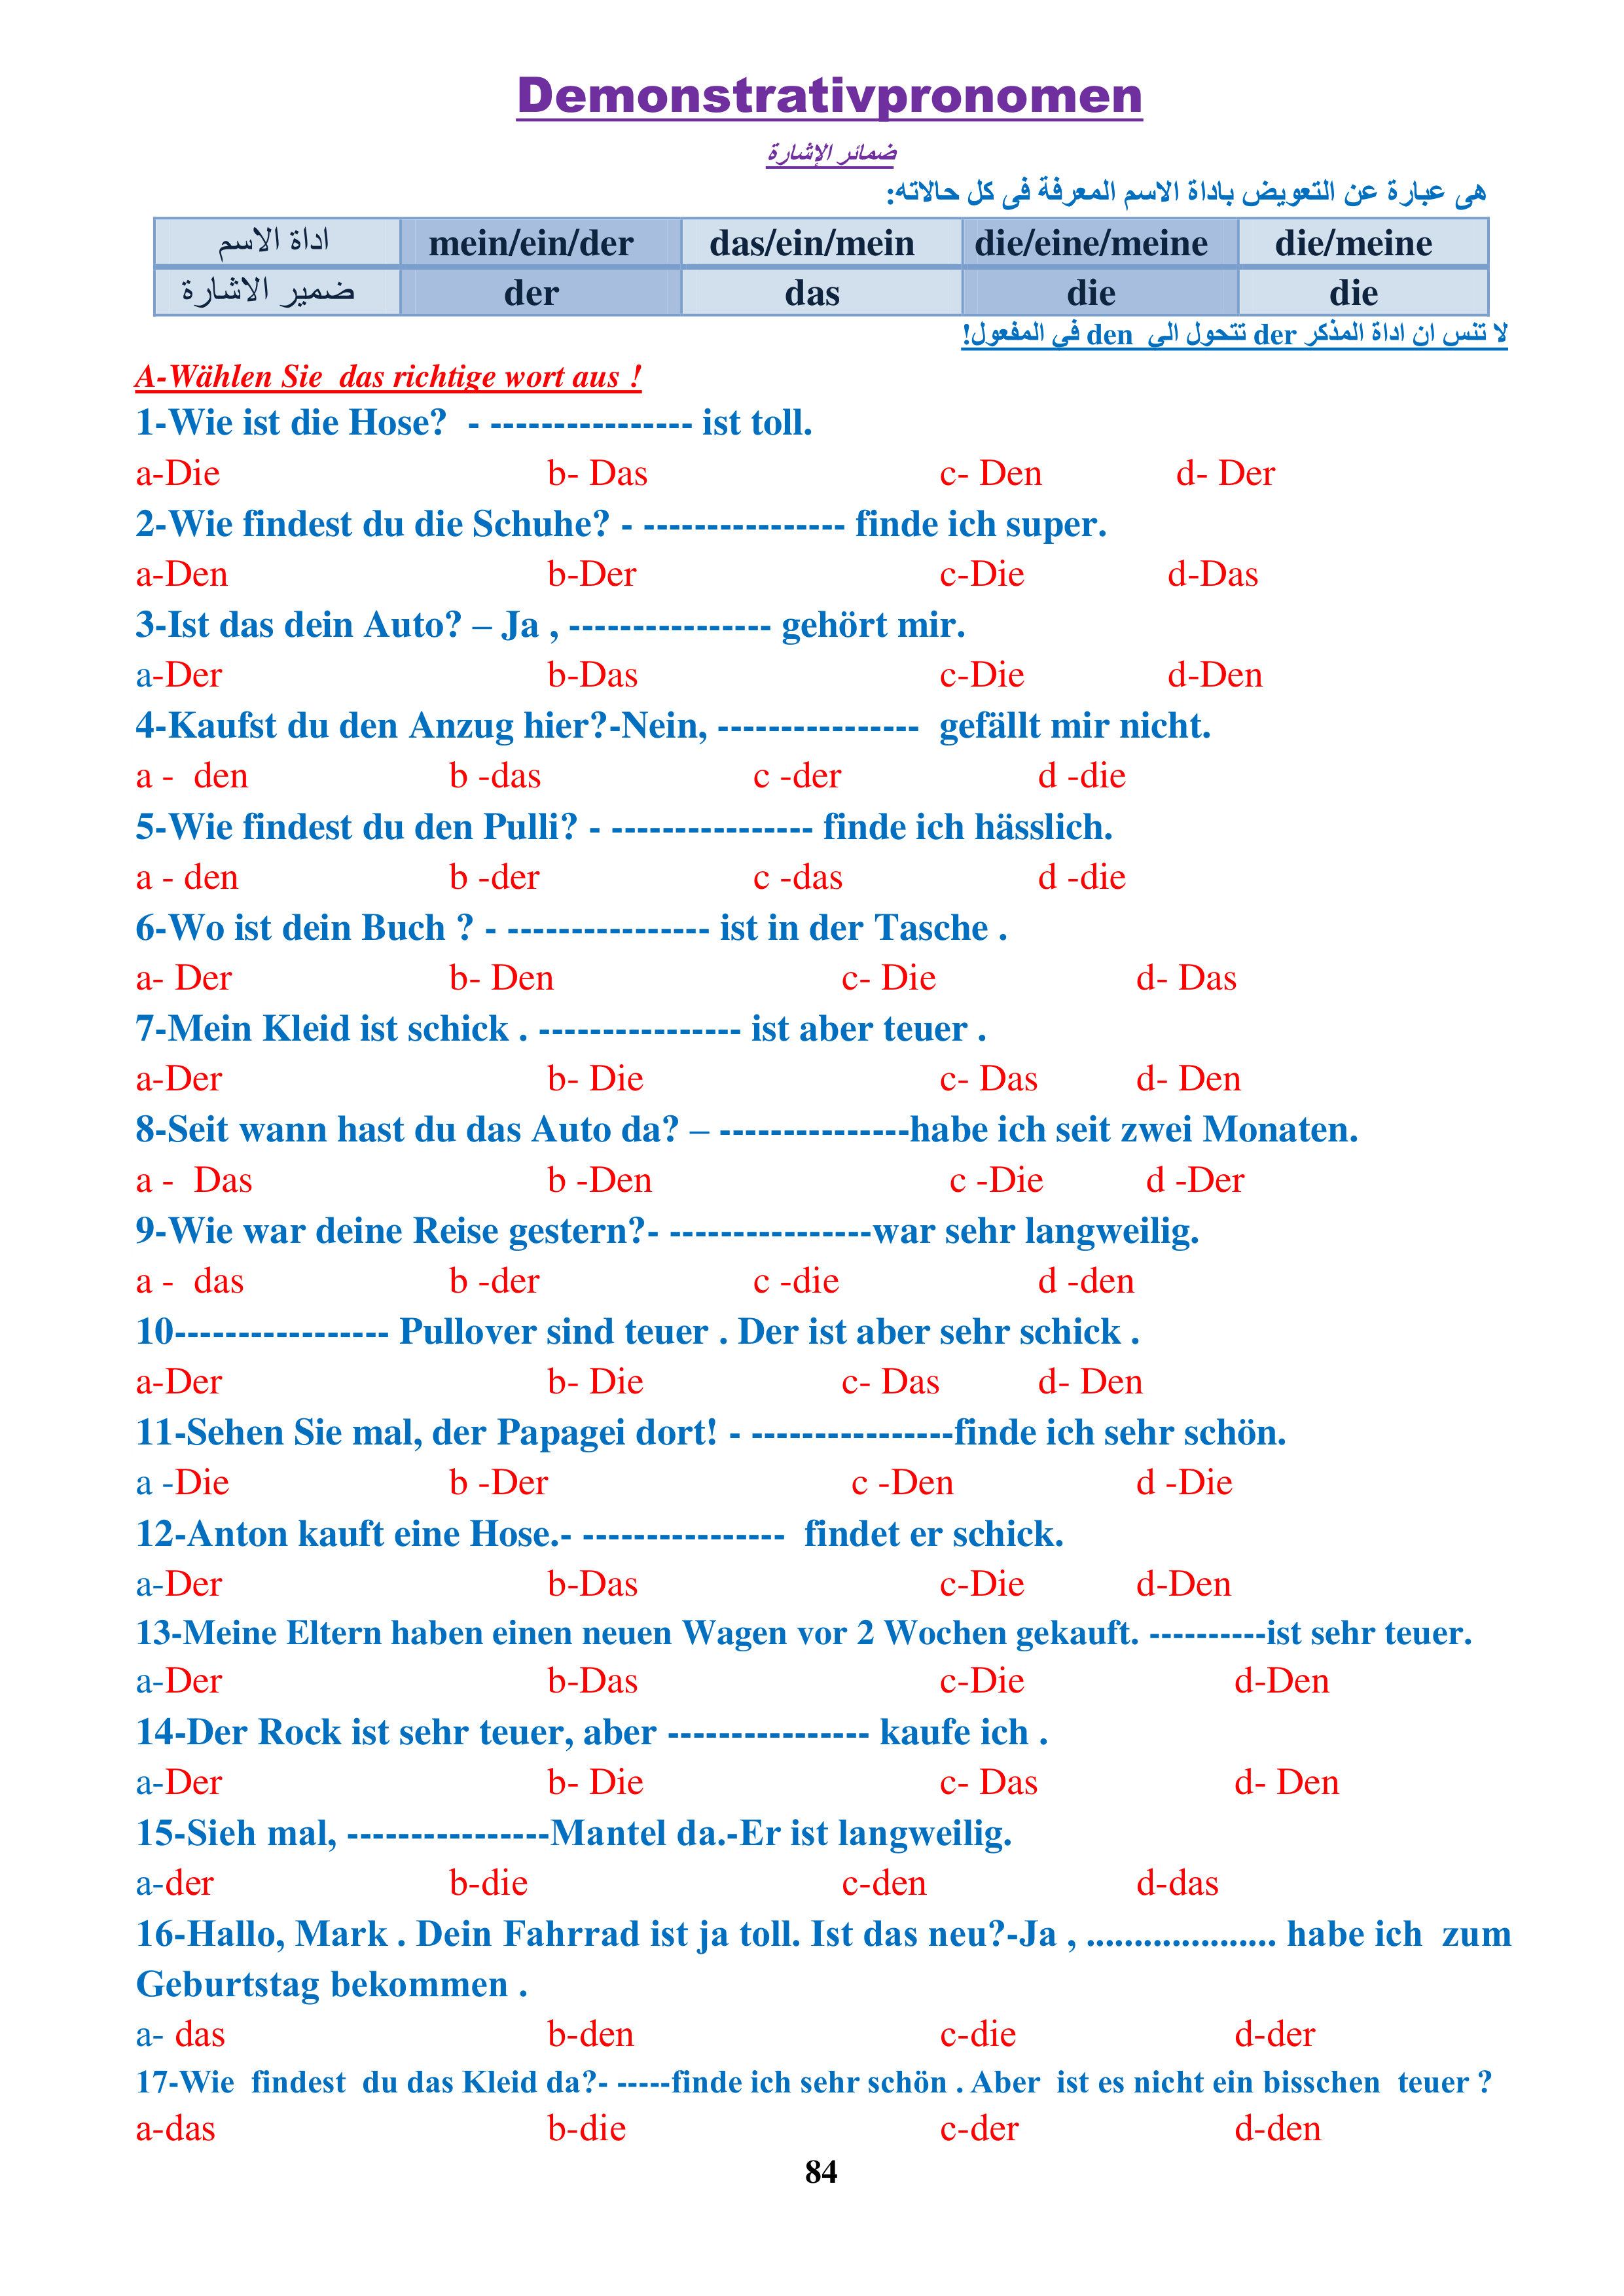 Demonstrativpronomen
ضمائر الإشارة
هى عبارة عن التعويض باداة الاسم المعرفة فى كل حالاته:
اداة الاسم mein/ein/der das/ein/mein die/eine/meine die/meine
ضمير الاشارة der das die die
لا تنس ان اداة المذكر der تتحول الى den فى المفعول!
A-Wählen Sie das richtige wort aus !
1-Wie ist die Hose? - ---------------- ist toll.
a-Die b- Das c- Den d- Der
2-Wie findest du die Schuhe? - ---------------- finde ich super.
a-Den b-Der c-Die d-Das
3-Ist das dein Auto? – Ja , ---------------- gehört mir.
a-Der b-Das c-Die d-Den
4-Kaufst du den Anzug hier?-Nein, ---------------- gefällt mir nicht.
a - den b -das c -der d -die
5-Wie findest du den Pulli? - ---------------- finde ich hässlich.
a - den b -der c -das d -die
6-Wo ist dein Buch ? - ---------------- ist in der Tasche .
a- Der b- Den c- Die d- Das
7-Mein Kleid ist schick . ---------------- ist aber teuer .
a-Der b- Die c- Das d- Den
8-Seit wann hast du das Auto da? – ---------------habe ich seit zwei Monaten.
a - Das b -Den c -Die d -Der
9-Wie war deine Reise gestern?- ----------------war sehr langweilig.
a - das b -der c -die d -den
10----------------- Pullover sind teuer . Der ist aber sehr schick .
a-Der b- Die c- Das d- Den
11-Sehen Sie mal, der Papagei dort! - ----------------finde ich sehr schön.
a -Die b -Der c -Den d -Die
12-Anton kauft eine Hose.- ---------------- findet er schick.
a-Der b-Das c-Die d-Den
13-Meine Eltern haben einen neuen Wagen vor 2 Wochen gekauft. ----------ist sehr teuer.
a-Der b-Das c-Die d-Den
14-Der Rock ist sehr teuer, aber ---------------- kaufe ich .
a-Der b- Die c- Das d- Den
15-Sieh mal, ----------------Mantel da.-Er ist langweilig.
a-der b-die c-den d-das
16-Hallo, Mark . Dein Fahrrad ist ja toll. Ist das neu?-Ja , .................... habe ich zum
Geburtstag bekommen .
a- das b-den c-die d-der
17-Wie findest du das Kleid da?- -----finde ich sehr schön . Aber ist es nicht ein bisschen teuer ?
a-das b-die c-der d-den
84